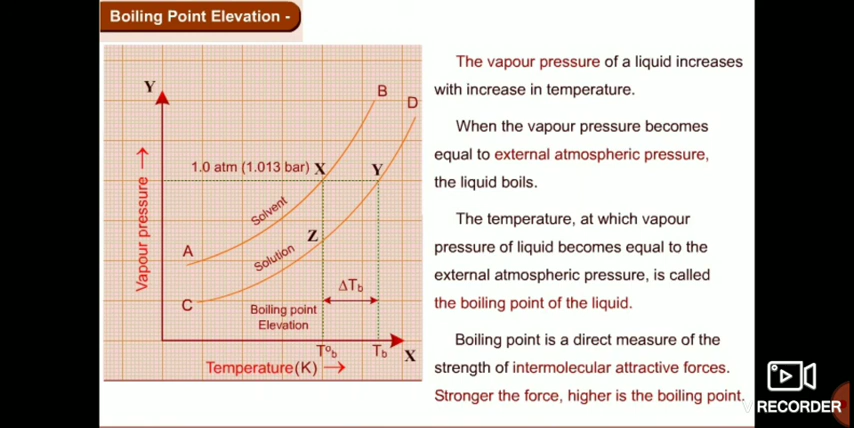 Boiling Point Elevation -
Y
B
D
1.0 atm (1.013 bar) X
Y
Vapour pressure →
Solvent
Z
A
Solution
C
ΔTb
Boiling point
Elevation
T°b
Tb
X
Temperature(K) →
The vapour pressure of a liquid increases
with increase in temperature.
When the vapour pressure becomes
equal to external atmospheric pressure,
the liquid boils.
The temperature, at which vapour
pressure of liquid becomes equal to the
external atmospheric pressure, is called
the boiling point of the liquid.
Boiling point is a direct measure of the
strength of intermolecular attractive forces.
Stronger the force, higher is the boiling point.
V RECORDER